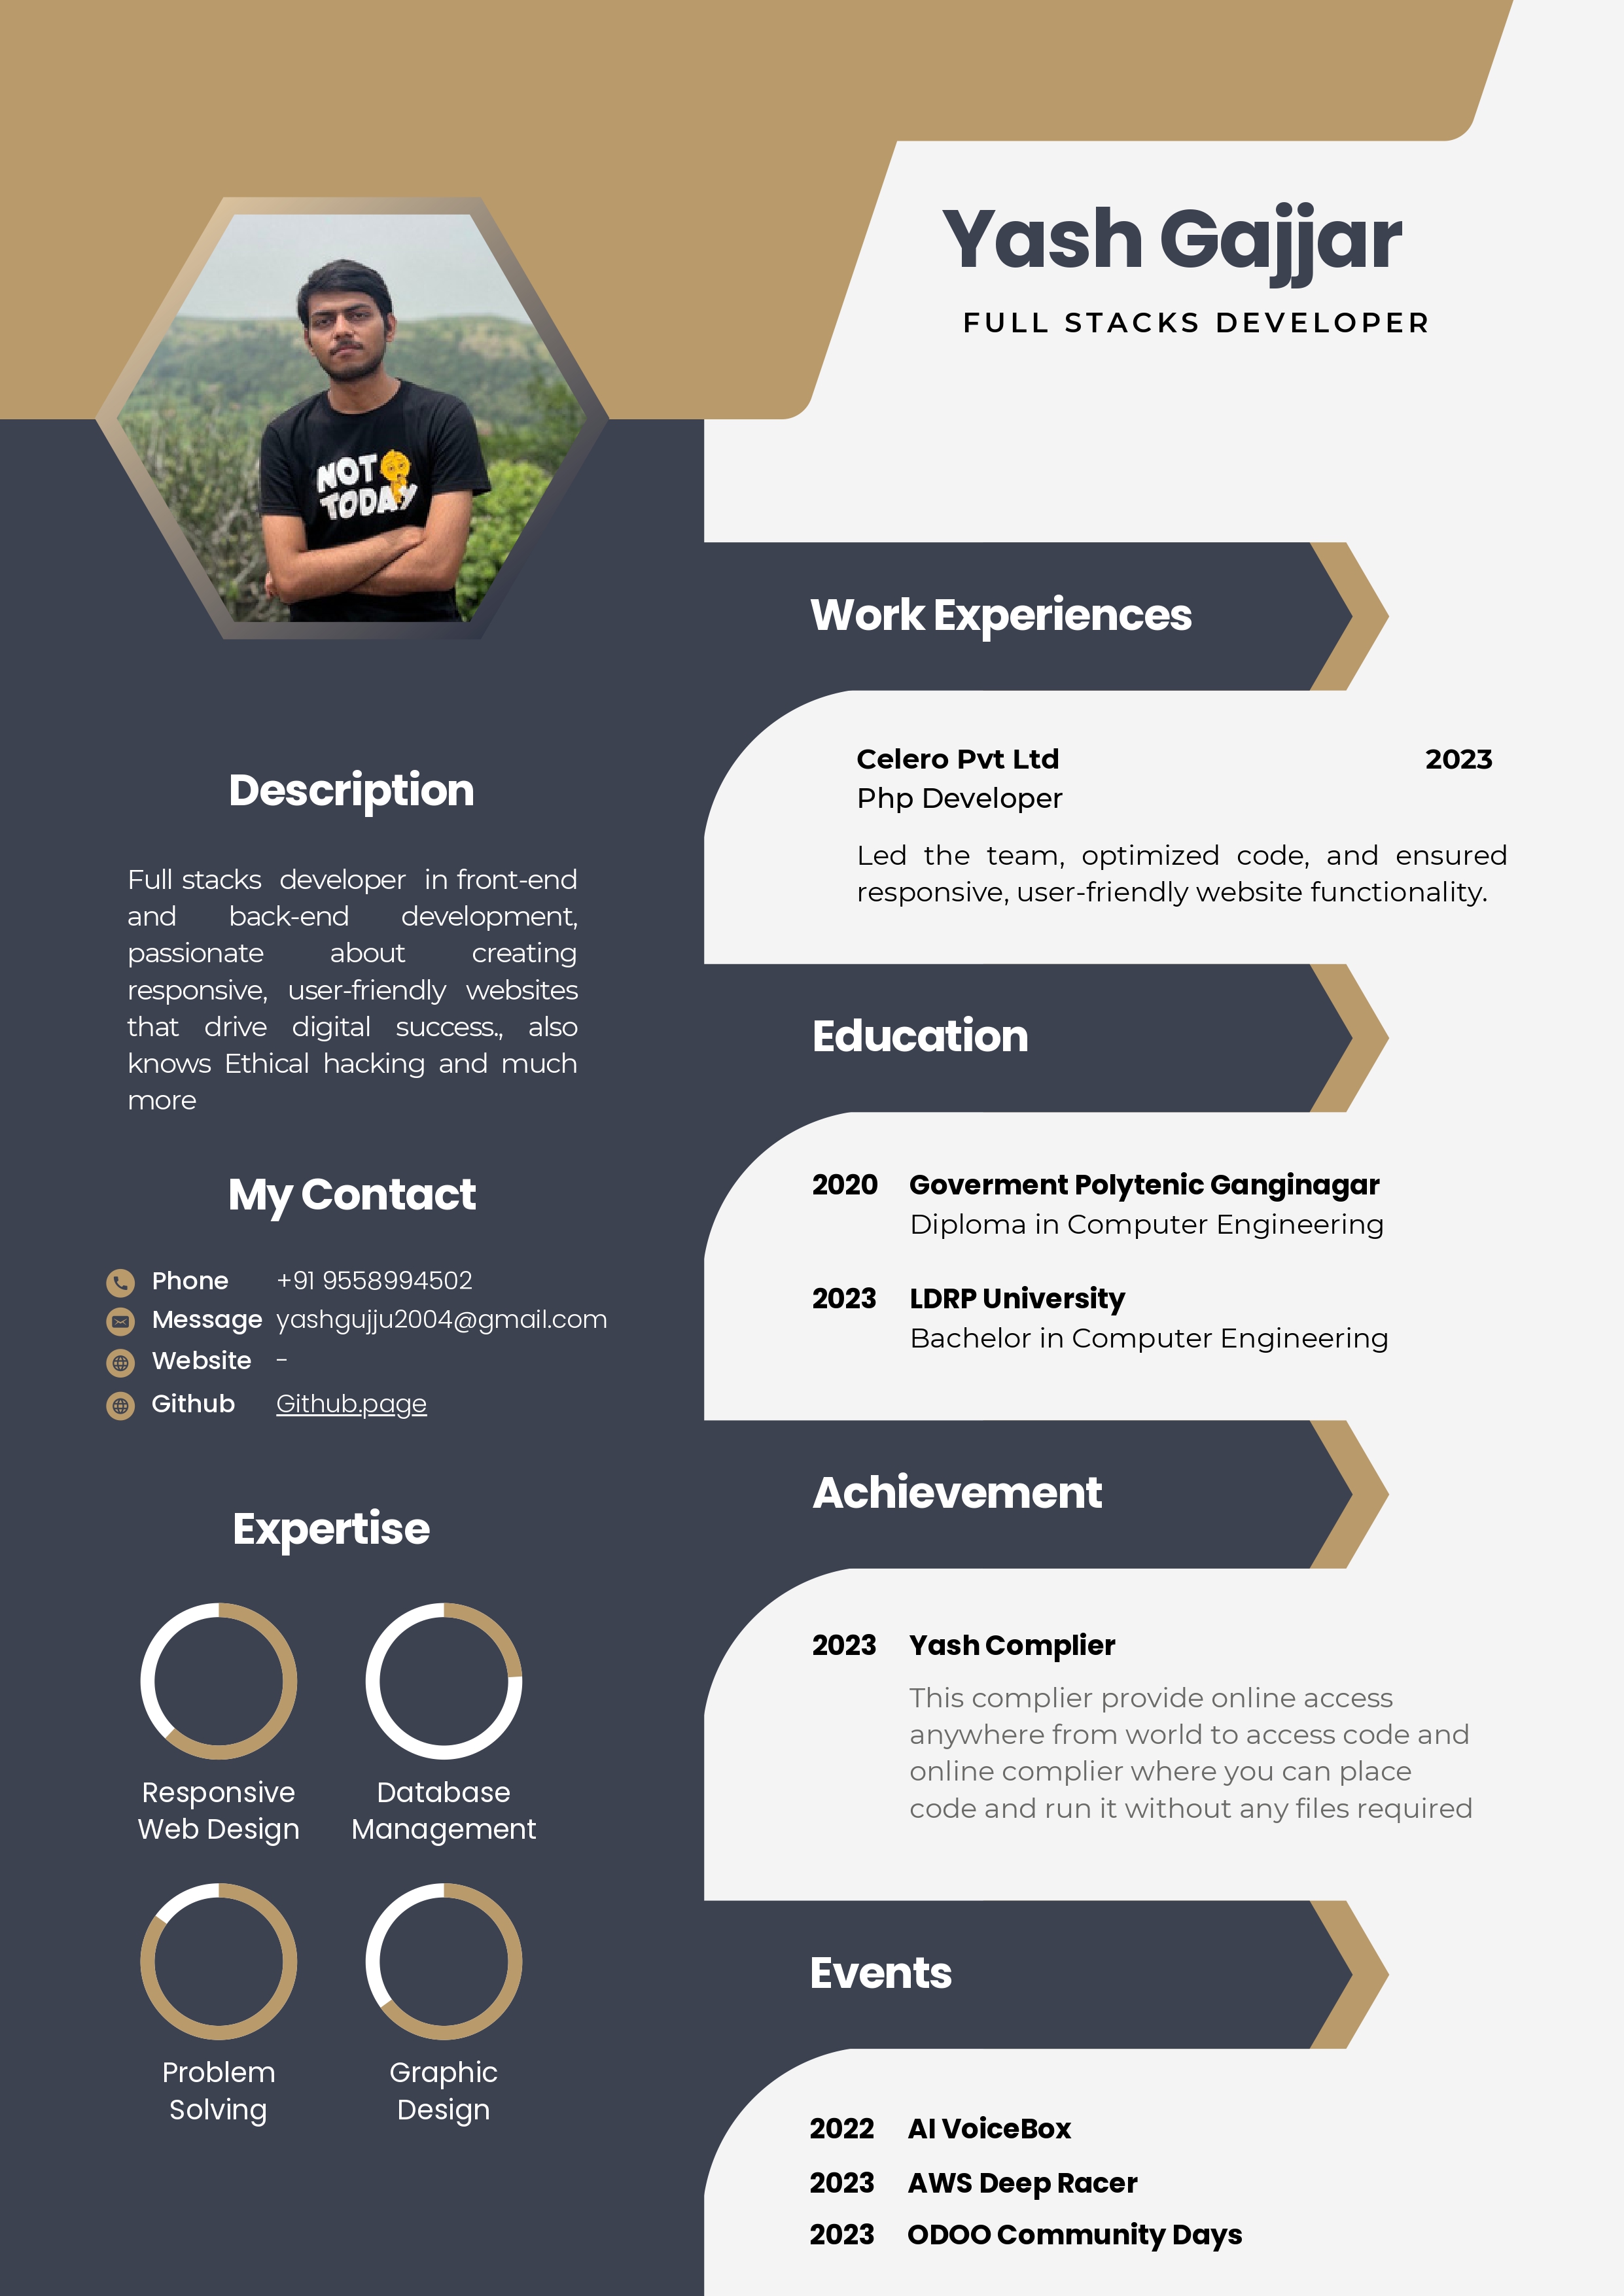 Yash Gajjar
FULL STACKS DEVELOPER
NOT
TODAY
Description
Full stacks developer in front-end
and back-end development,
passionate about creating
responsive, user-friendly websites
that drive digital success., also
knows Ethical hacking and much
more
My Contact
Phone +91 9558994502
Message yashgujju2004@gmail.com
Website -
Github Github.page
Expertise
Responsive
Web Design
Database
Management
Problem
Solving
Graphic
Design
Work Experiences
Celero Pvt Ltd 2023
Php Developer
Led the team, optimized code, and ensured
responsive, user-friendly website functionality.
Education
2020 Goverment Polytenic Ganginagar
Diploma in Computer Engineering
2023 LDRP University
Bachelor in Computer Engineering
Achievement
2023 Yash Complier
This complier provide online access
anywhere from world to access code and
online complier where you can place
code and run it without any files required
Events
2022 AI VoiceBox
2023 AWS Deep Racer
2023 ODOO Community Days